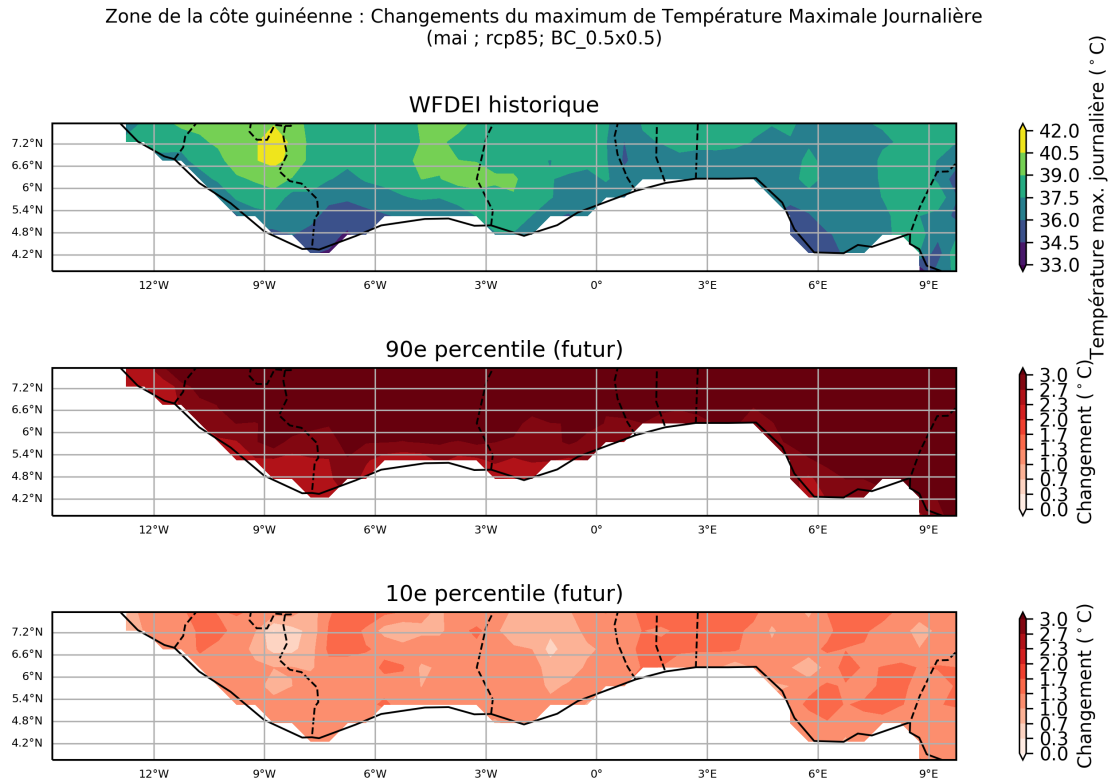 Zone de la côte guinéenne : Changements du maximum de Température Maximale Journalière
(mai ; rcp85; BC_0.5x0.5)
WFDEI historique
7.2°N
6.6°N
6°N
5.4°N
4.8°N
4.2°N
12°W 9°W 6°W 3°W 0° 3°E 6°E 9°E
42.0
40.5
39.0
37.5
36.0
34.5
33.0
Température max. journalière (°C)
90e percentile (futur)
7.2°N
6.6°N
6°N
5.4°N
4.8°N
4.2°N
12°W 9°W 6°W 3°W 0° 3°E 6°E 9°E
3.0
2.7
2.3
2.0
1.7
1.3
1.0
0.7
0.3
0.0
Changement (°C)
10e percentile (futur)
7.2°N
6.6°N
6°N
5.4°N
4.8°N
4.2°N
12°W 9°W 6°W 3°W 0° 3°E 6°E 9°E
3.0
2.7
2.3
2.0
1.7
1.3
1.0
0.7
0.3
0.0
Changement (°C)